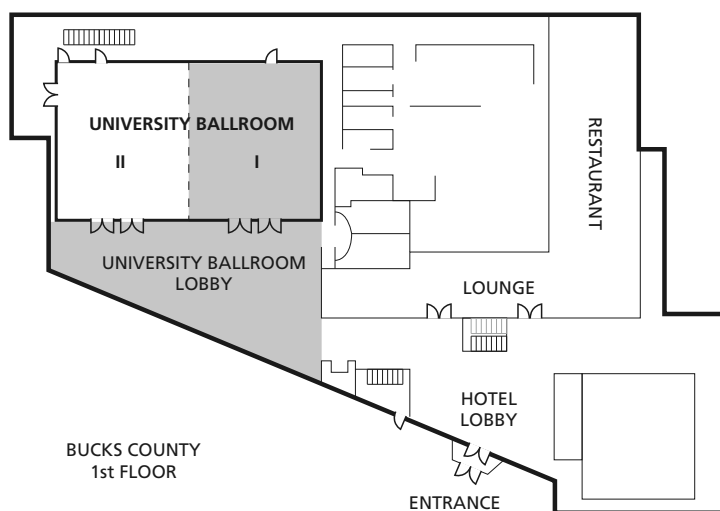 UNIVERSITY BALLROOM
II
I
RESTAURANT
UNIVERSITY BALLROOM
LOBBY
LOUNGE
HOTEL
LOBBY
BUCKS COUNTY
1st FLOOR
ENTRANCE